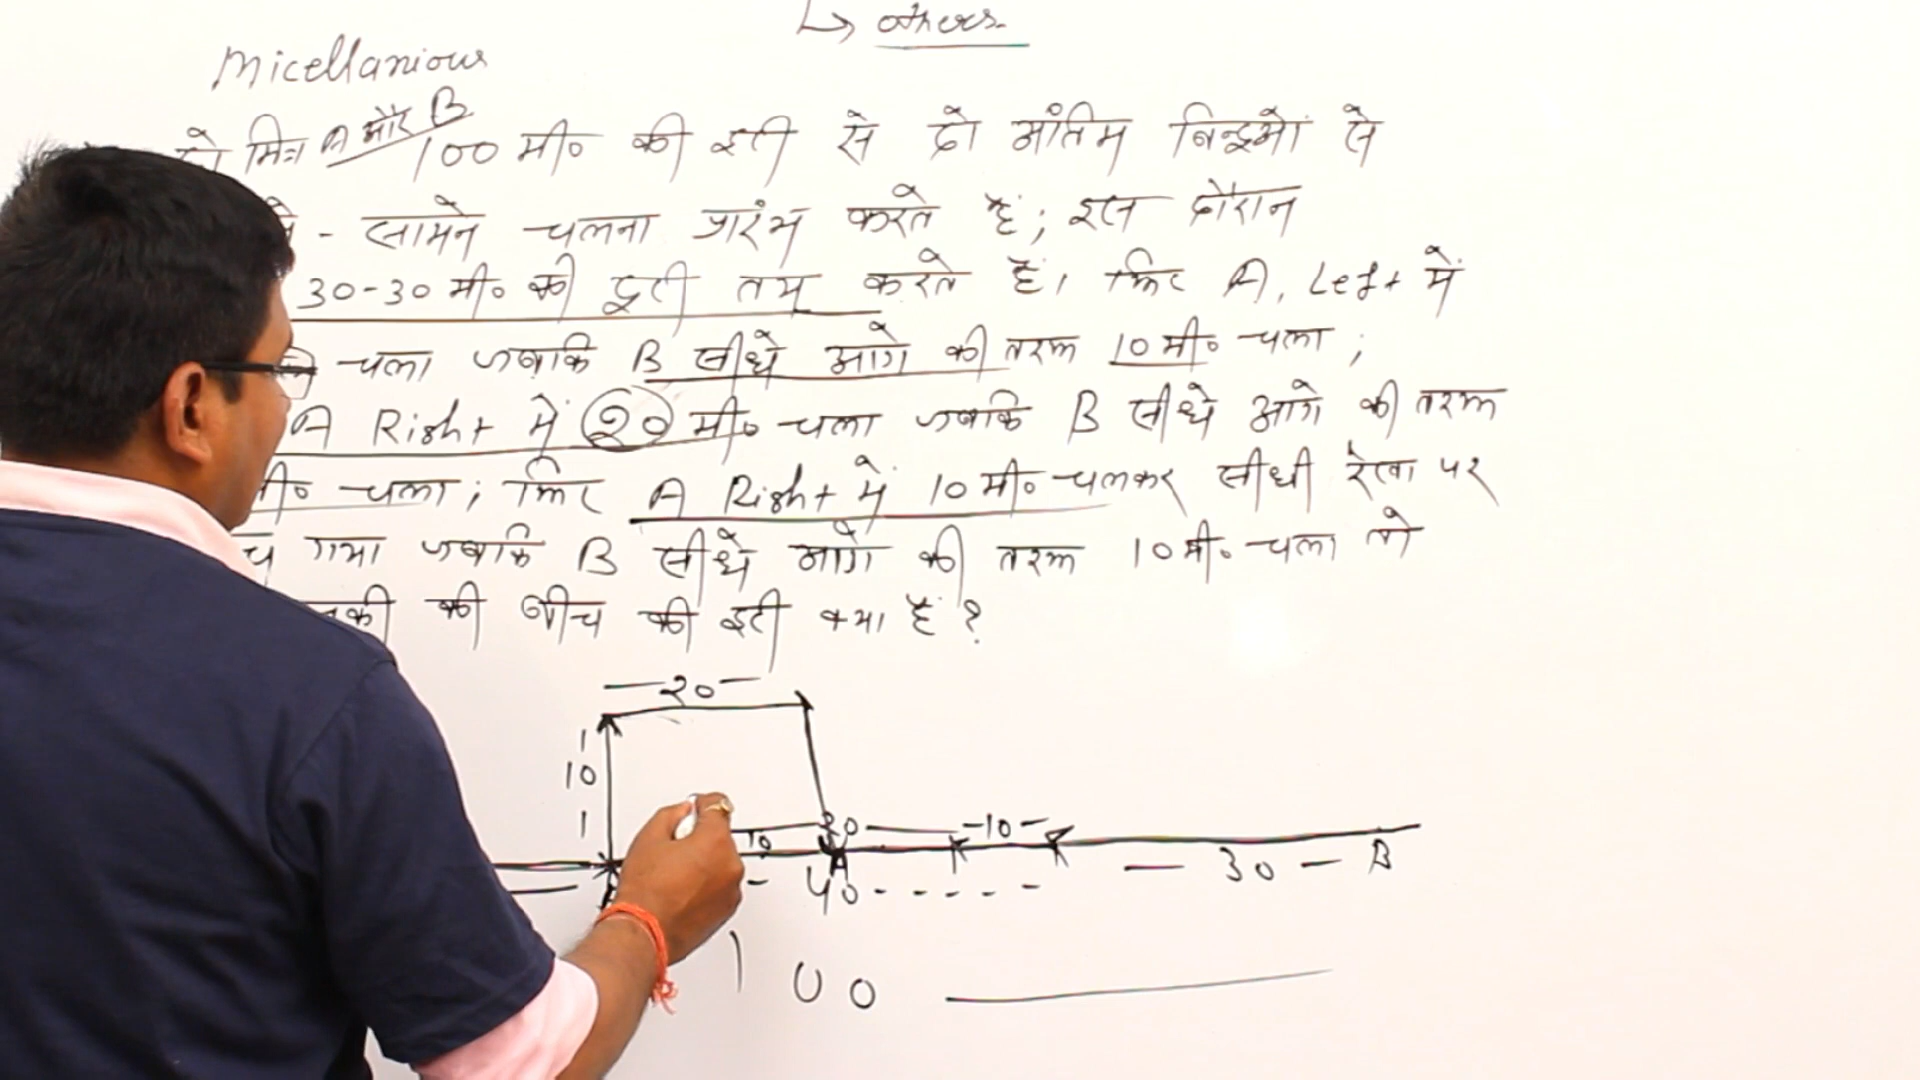 ↳ others.
Micellanious
दो मित्र A और B 100 मी० की दुरी से दो अंतिम बिन्दुओं से
- सामने चलना प्रारंभ करते हैं; इस दौरान
30-30 मी० की दुरी तय करते हैं। फिर A, Left में
चला जबकि B सीधे आगे की तरफ 10 मी० चला ;
A Right में 20 मी० चला जबकि B सीधे आगे की तरफ
मी० चला ; फिर A Right में 10 मी० चलकर सीधी रेखा पर
गया जबकि B सीधे आगे की तरफ 10 मी० चला तो
की बीच की दुरी क्या है ?
20
10
20 10
10
30 B
A
40
100